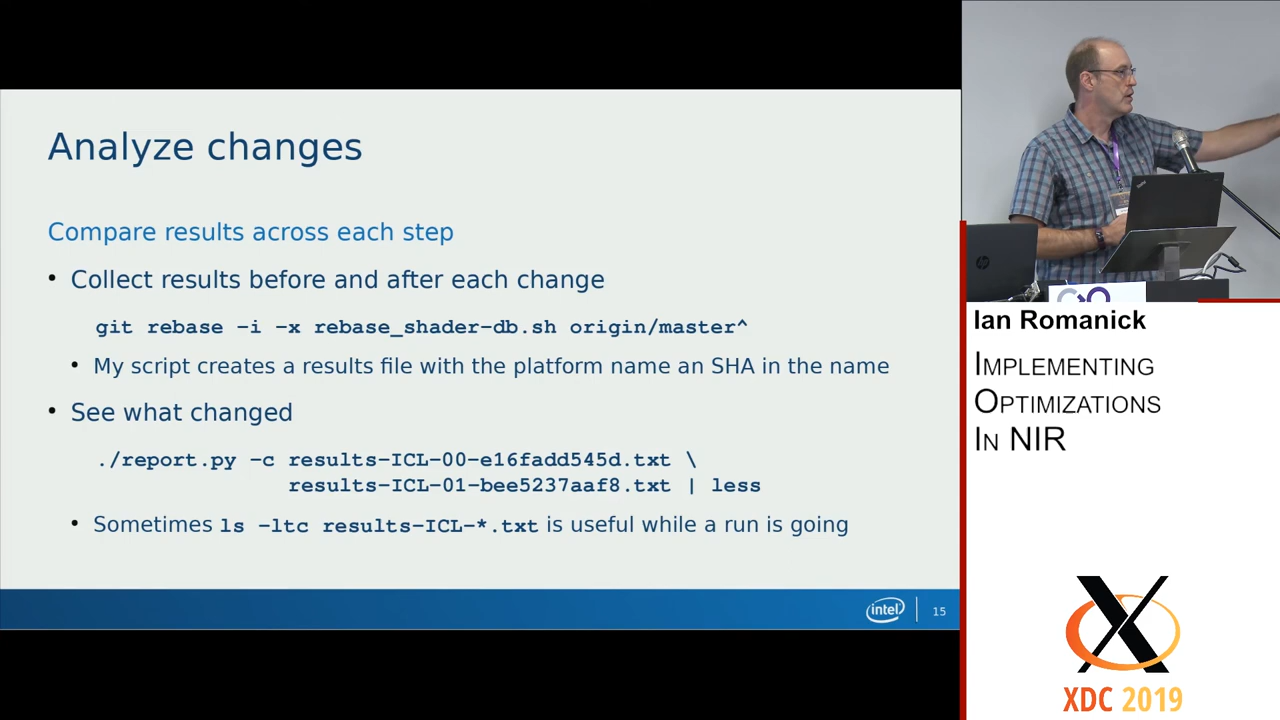 Analyze changes
Compare results across each step
• Collect results before and after each change
git rebase -i -x rebase_shader-db.sh origin/master^
• My script creates a results file with the platform name an SHA in the name
• See what changed
./report.py -c results-ICL-00-e16fadd545d.txt \
results-ICL-01-bee5237aaf8.txt | less
• Sometimes ls -ltc results-ICL-*.txt is useful while a run is going
intel
15
hp
Ian Romanick
IMPLEMENTING
OPTIMIZATIONS
IN NIR
X
XDC 2019